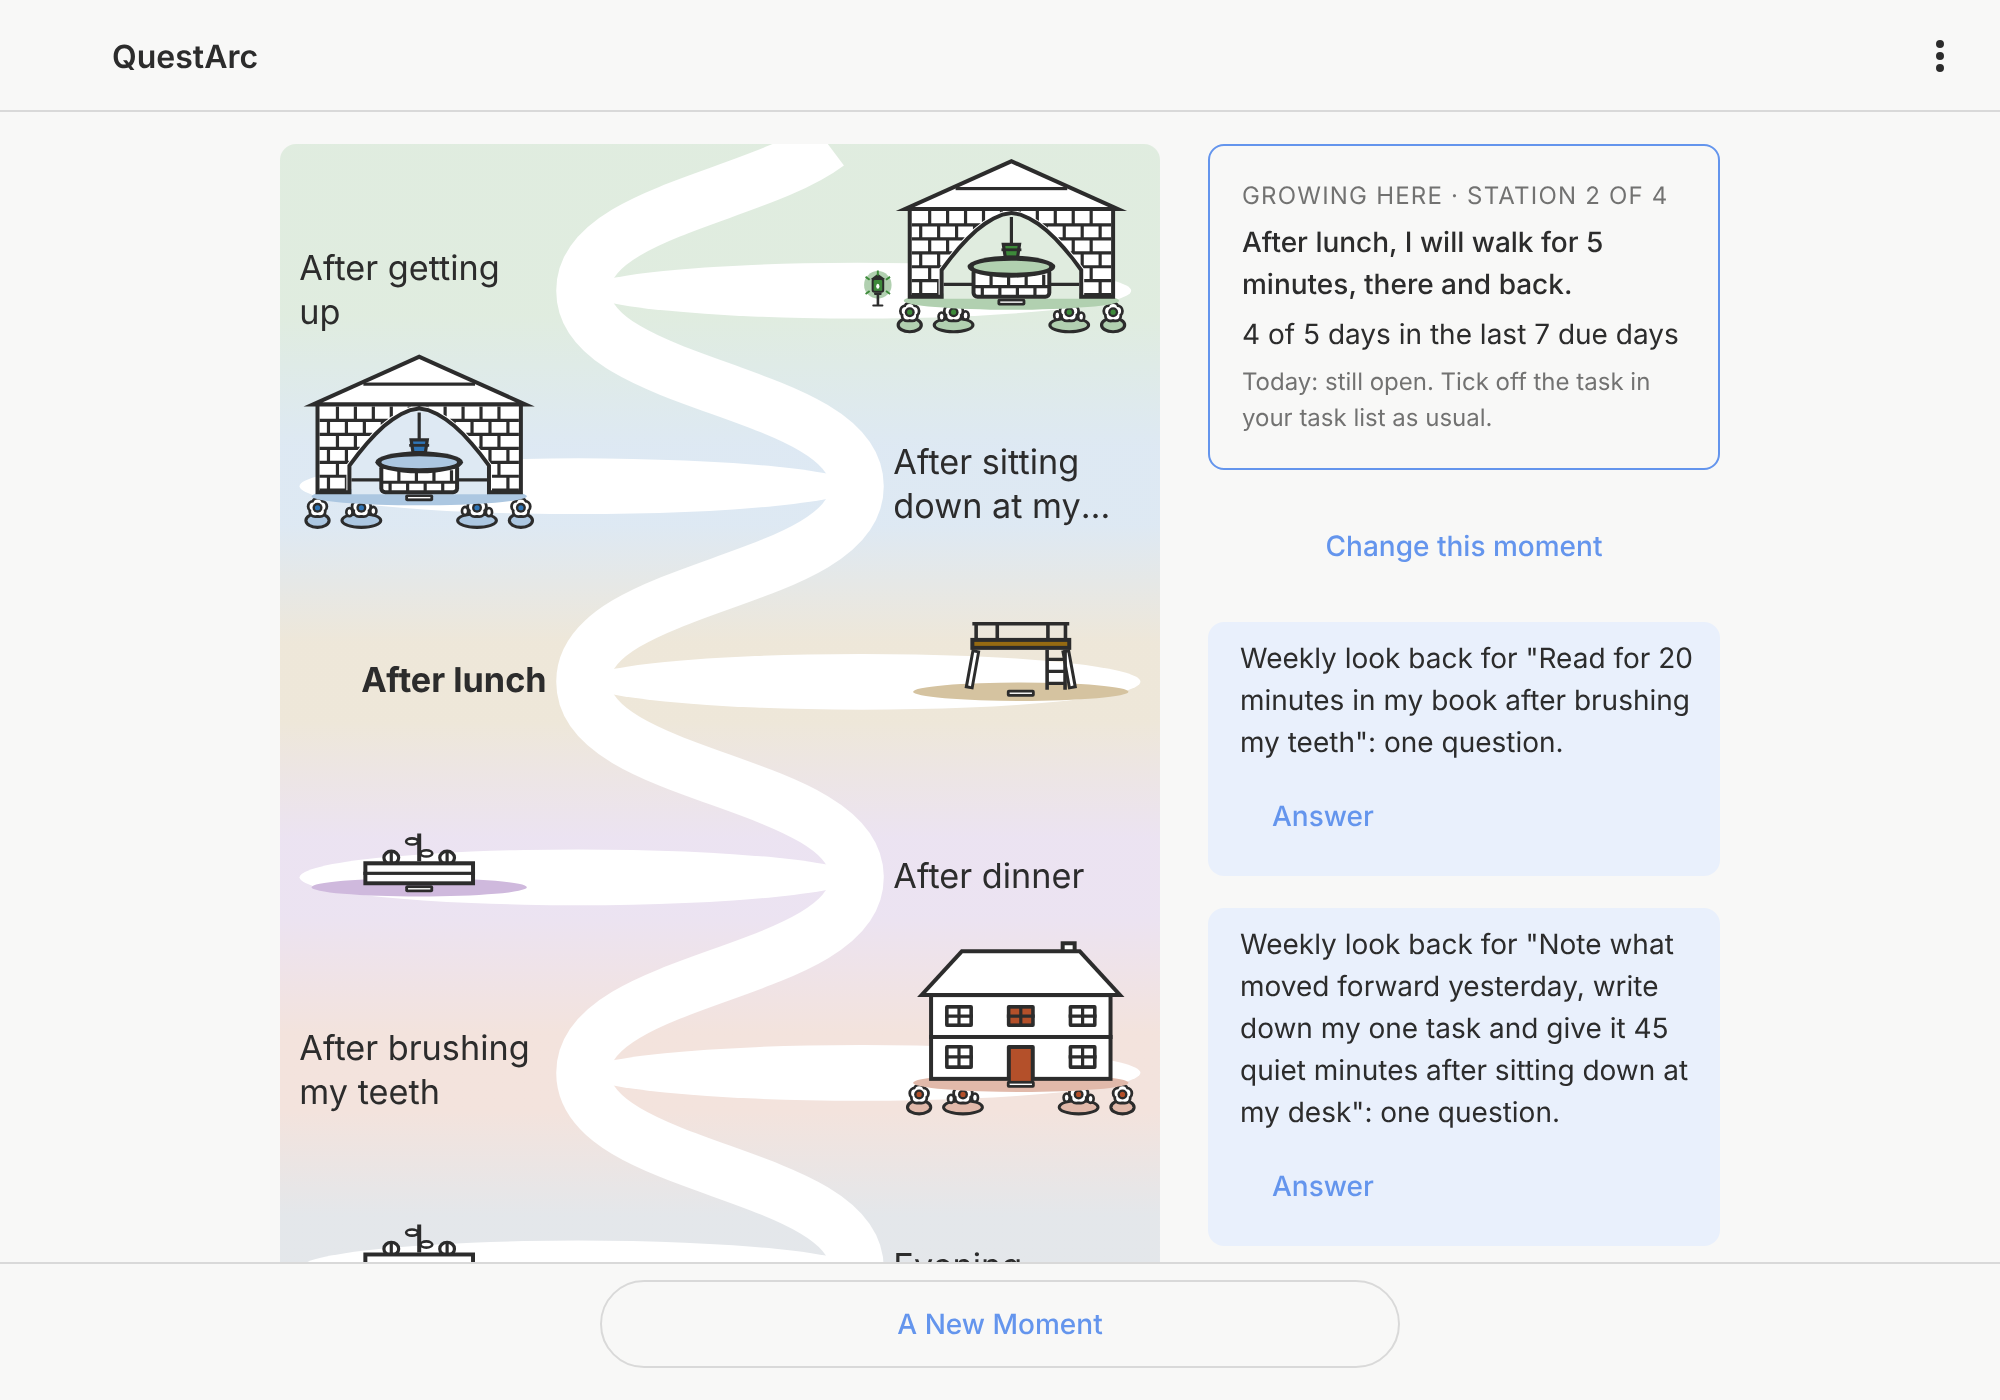 QuestArc
After getting
up
After sitting
down at my...
After lunch
After dinner
After brushing
my teeth
Evening
GROWING HERE · STATION 2 OF 4
After lunch, I will walk for 5
minutes, there and back.
4 of 5 days in the last 7 due days
Today: still open. Tick off the task in
your task list as usual.
Change this moment
Weekly look back for "Read for 20
minutes in my book after brushing
my teeth": one question.
Answer
Weekly look back for "Note what
moved forward yesterday, write
down my one task and give it 45
quiet minutes after sitting down at
my desk": one question.
Answer
A New Moment